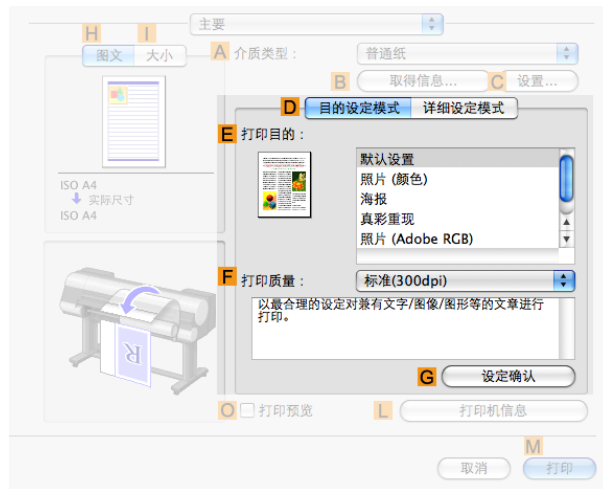 主要
H I
图文 大小
A 介质类型： 普通纸
B 取得信息... C 设置...
D 目的设定模式 详细设定模式
E 打印目的：
默认设置
照片 (颜色)
海报
真彩重现
照片 (Adobe RGB)
ISO A4
实际尺寸
ISO A4
F 打印质量： 标准(300dpi)
以最合理的设定对兼有文字/图像/图形等的文章进行
打印。
R
G 设定确认
O 打印预览 L 打印机信息
M
取消 打印